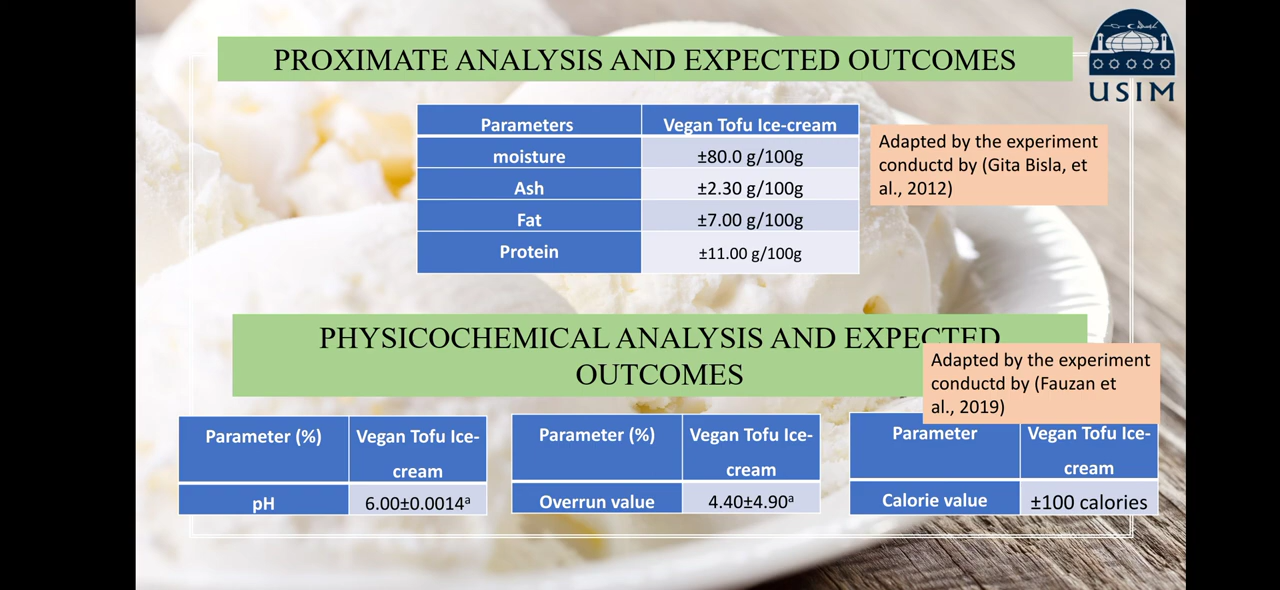 PROXIMATE ANALYSIS AND EXPECTED OUTCOMES
USIM
Parameters Vegan Tofu Ice-cream
moisture ±80.0 g/100g
Ash ±2.30 g/100g
Fat ±7.00 g/100g
Protein ±11.00 g/100g
Adapted by the experiment
conductd by (Gita Bisla, et
al., 2012)
PHYSICOCHEMICAL ANALYSIS AND EXPECTED
OUTCOMES
Adapted by the experiment
conductd by (Fauzan et
al., 2019)
Parameter (%) Vegan Tofu Ice-
cream
pH 6.00±0.0014ᵃ
Parameter (%) Vegan Tofu Ice-
cream
Overrun value 4.40±4.90ᵃ
Parameter Vegan Tofu Ice-
cream
Calorie value ±100 calories